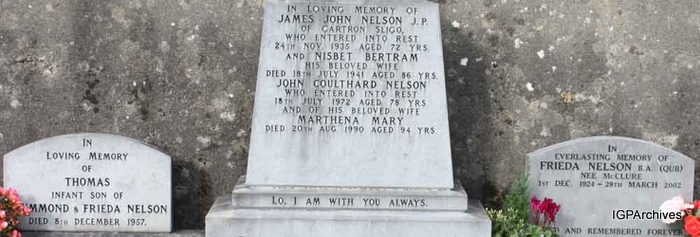 IN
LOVING MEMORY
OF
THOMAS
INFANT SON OF
MMOND & FRIEDA NELSON
DIED 8TH DECEMBER 1957.
IN LOVING MEMORY OF
JAMES JOHN NELSON J.P.
OF CARTRON SLIGO,
WHO ENTERED INTO REST
24TH NOV. 1935 AGED 72 YRS.
AND NISBET BERTRAM
HIS BELOVED WIFE
DIED 18TH JULY 1941 AGED 86 YRS.
JOHN COULTHARD NELSON
WHO ENTERED INTO REST
18TH JULY 1972 AGED 78 YRS.
AND OF HIS BELOVED WIFE
MARTHENA MARY
DIED 20TH AUG. 1990 AGED 94 YRS.
LO, I AM WITH YOU ALWAYS.
IN
EVERLASTING MEMORY OF
FRIEDA NELSON B.A. (QUB)
NEE McCLURE
1ST DEC. 1924-29TH MARCH 2002.
D AND REMEMBERED FOREVER
IGPArchives